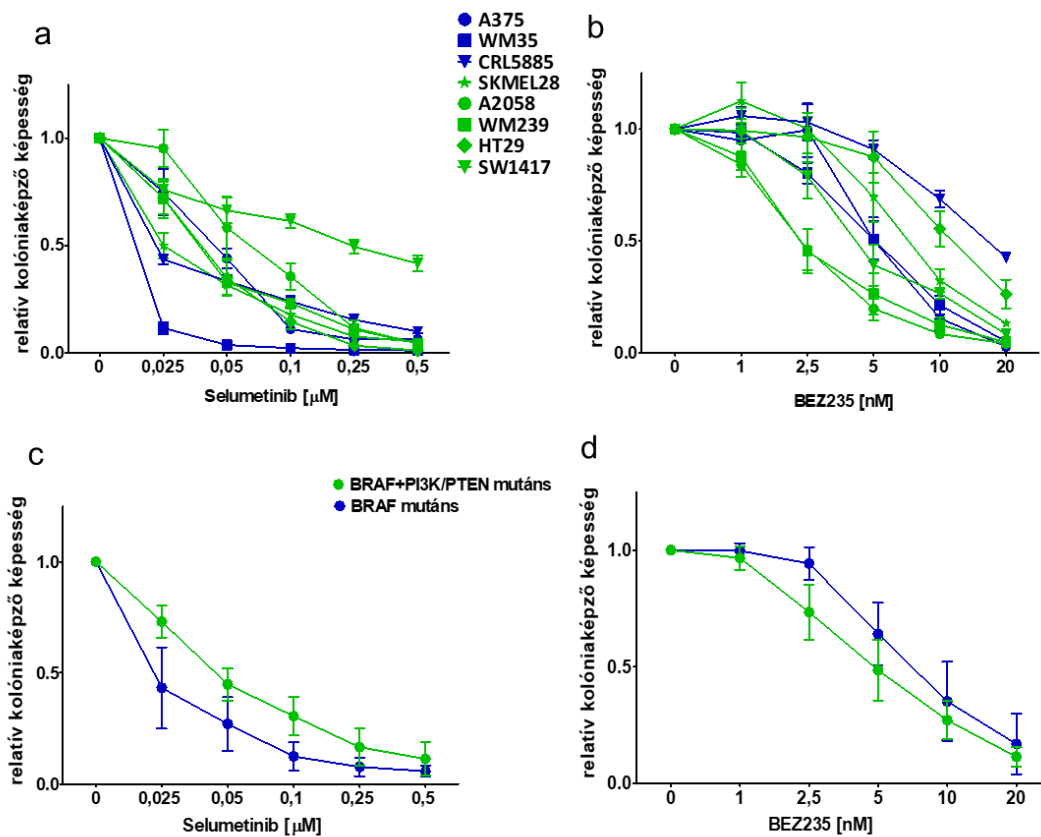 a
relatív kolóniaképző képesség
1.0
0.5
0.0
0
0,025
0,05
0,1
0,25
0,5
Selumetinib [μM]
A375
WM35
CRL5885
SKMEL28
A2058
WM239
HT29
SW1417
b
relatív kolóniaképző képesség
1.0
0.5
0.0
0
1
2,5
5
10
20
BEZ235 [nM]
c
BRAF+PI3K/PTEN mutáns
BRAF mutáns
relatív kolóniaképző képesség
1.0
0.5
0.0
0
0,025
0,05
0,1
0,25
0,5
Selumetinib [μM]
d
relatív kolóniaképző képesség
1.0
0.5
0.0
0
1
2,5
5
10
20
BEZ235 [nM]